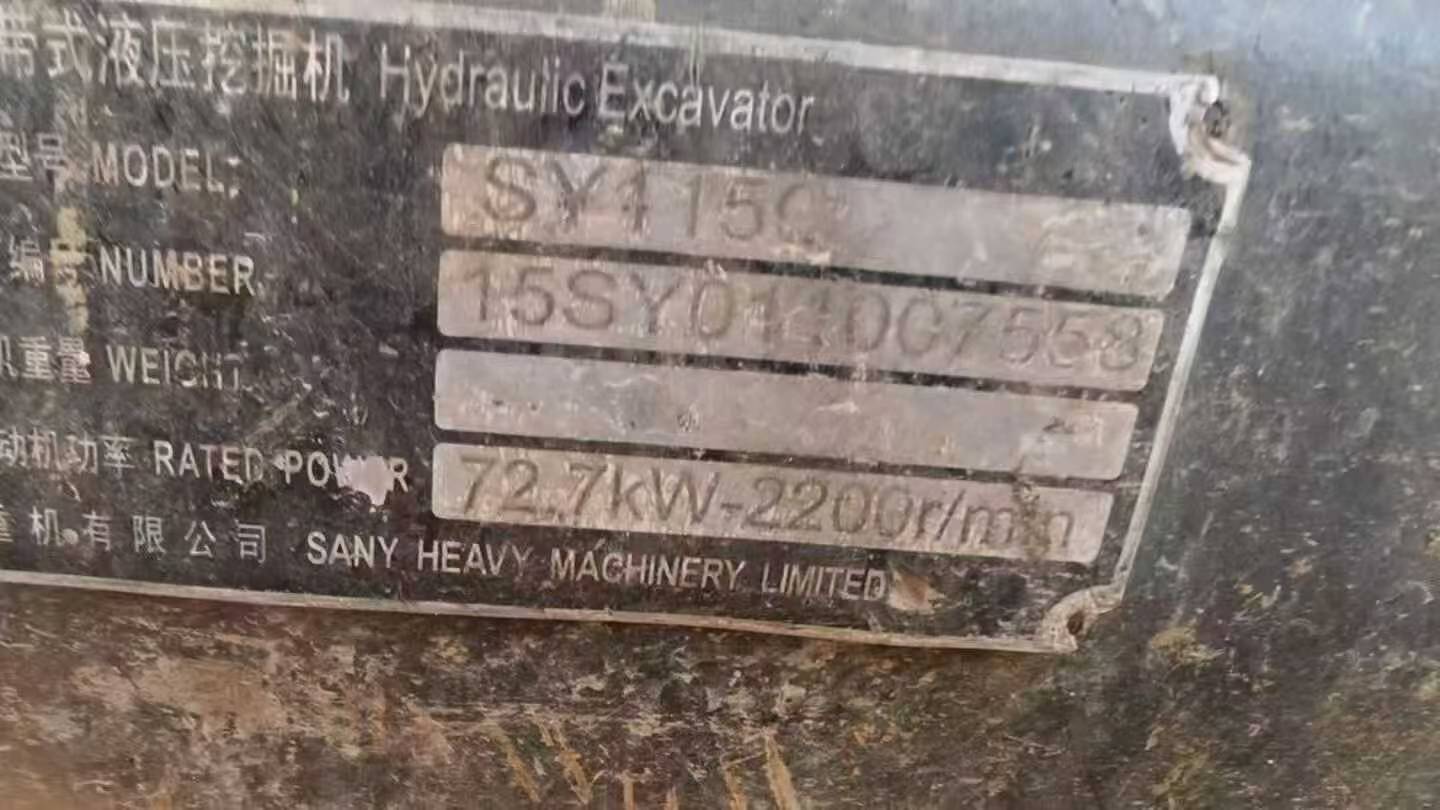 带式液压挖掘机 Hydraulic Excavator
型号 MODEL: SY115C
编号 NUMBER
机重量 WEIGHT
动机功率 RATED POWER 72.7kW-2200r/min
重机有限公司 SANY HEAVY MACHINERY LIMITED